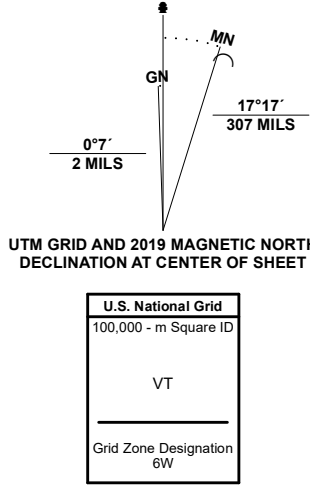 MN
GN
17°17´
307 MILS
0°7´
2 MILS
UTM GRID AND 2019 MAGNETIC NORTH
DECLINATION AT CENTER OF SHEET
U.S. National Grid
100,000 - m Square ID
VT
Grid Zone Designation
6W